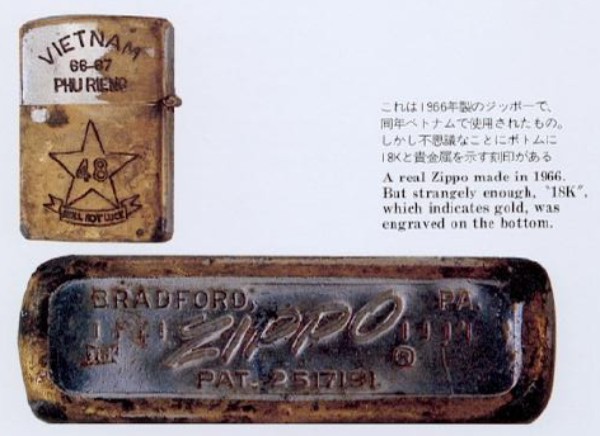 VIETNAM
66-67
PHU RIENG
48
これは1966年製のジッポーで、
同年ベトナムで使用されたもの。
しかし不思議なことにボトムに
18Kと貴金属を示す刻印がある
A real Zippo made in 1966.
But strangely enough, "18K",
which indicates gold, was
engraved on the bottom.
BRADFORD, PA.
ZIPPO ®
18K
PAT. 2517191